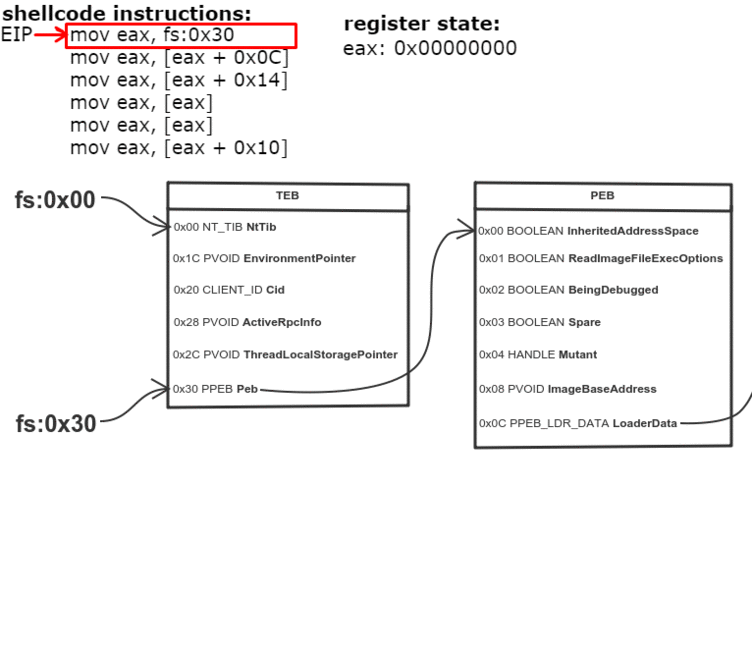 shellcode instructions:
EIP
mov eax, fs:0x30
mov eax, [eax + 0x0C]
mov eax, [eax + 0x14]
mov eax, [eax]
mov eax, [eax]
mov eax, [eax + 0x10]
register state:
eax: 0x00000000
fs:0x00
fs:0x30
TEB
0x00 NT_TIB NtTib
0x1C PVOID EnvironmentPointer
0x20 CLIENT_ID Cid
0x28 PVOID ActiveRpcInfo
0x2C PVOID ThreadLocalStoragePointer
0x30 PPEB Peb
PEB
0x00 BOOLEAN InheritedAddressSpace
0x01 BOOLEAN ReadImageFileExecOptions
0x02 BOOLEAN BeingDebugged
0x03 BOOLEAN Spare
0x04 HANDLE Mutant
0x08 PVOID ImageBaseAddress
0x0C PPEB_LDR_DATA LoaderData